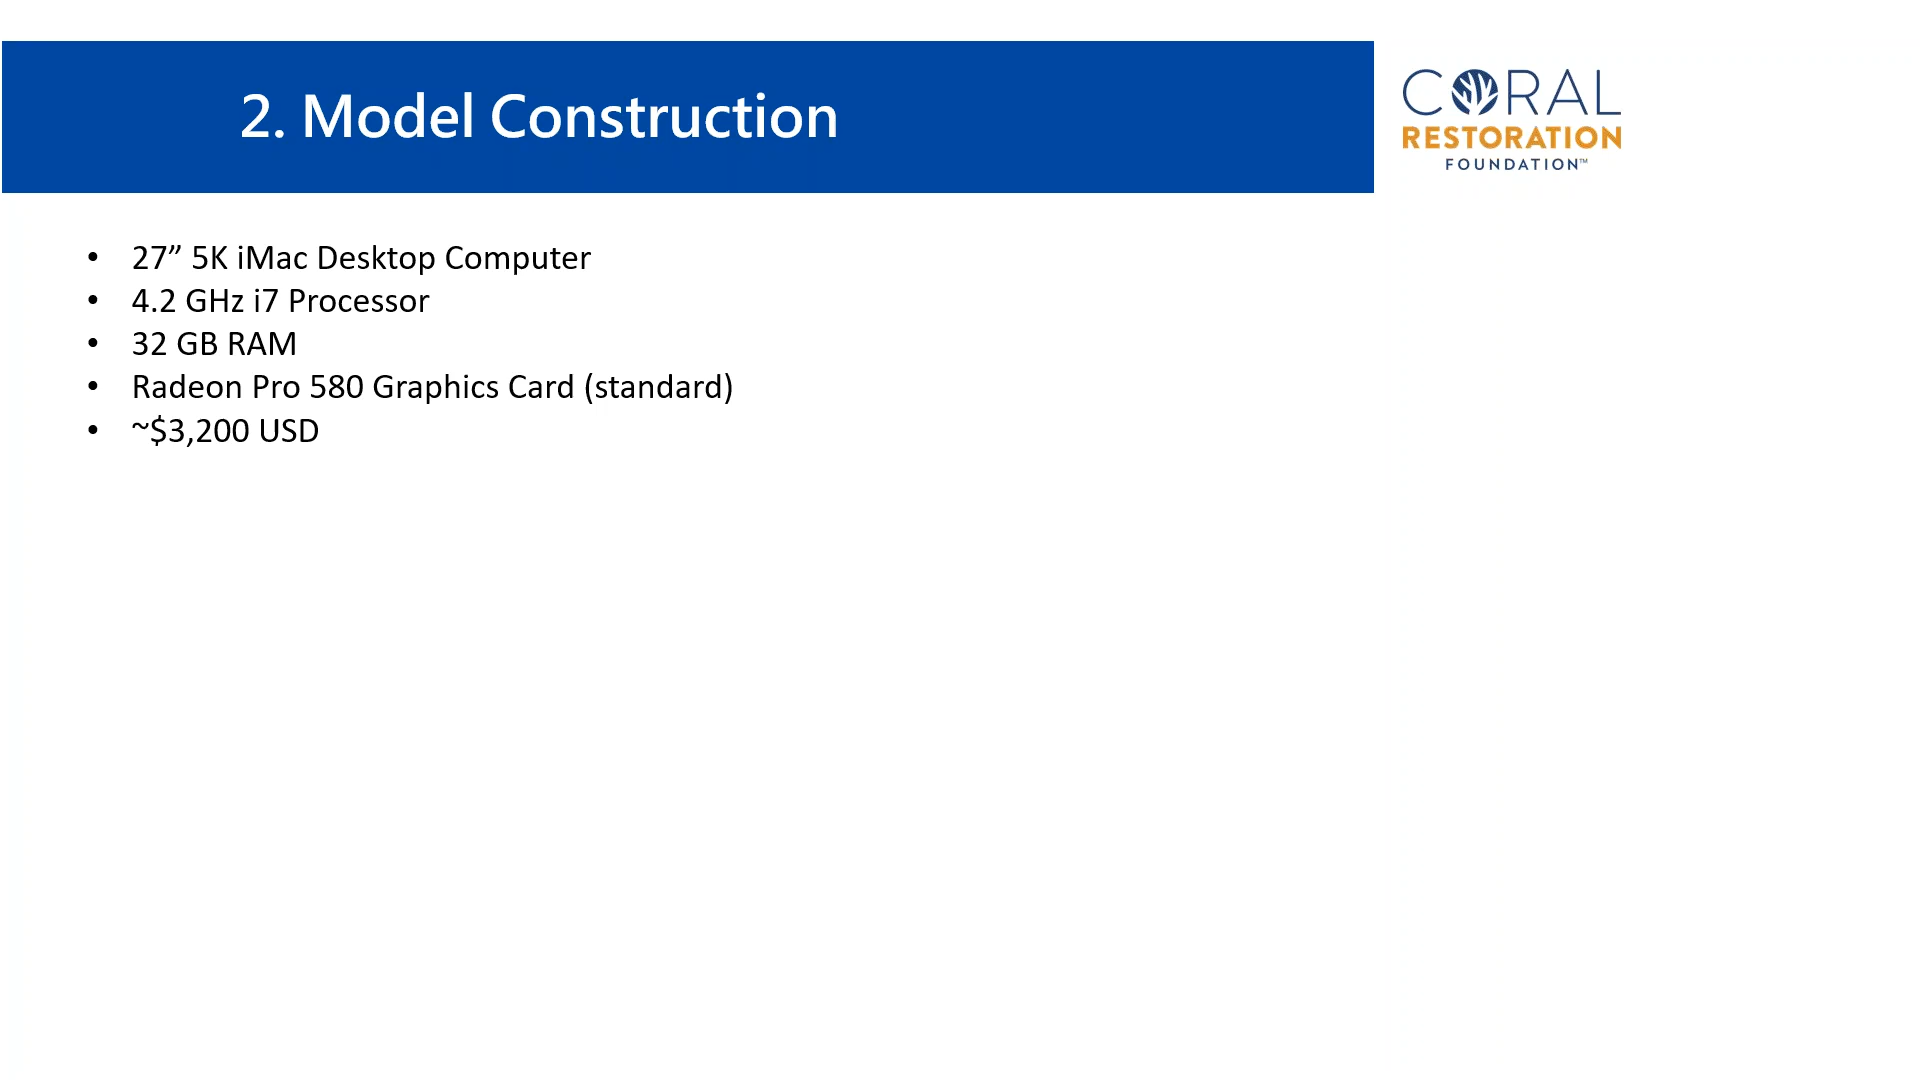 2. Model Construction
CORAL
RESTORATION
FOUNDATION™
• 27” 5K iMac Desktop Computer
• 4.2 GHz i7 Processor
• 32 GB RAM
• Radeon Pro 580 Graphics Card (standard)
• ~$3,200 USD